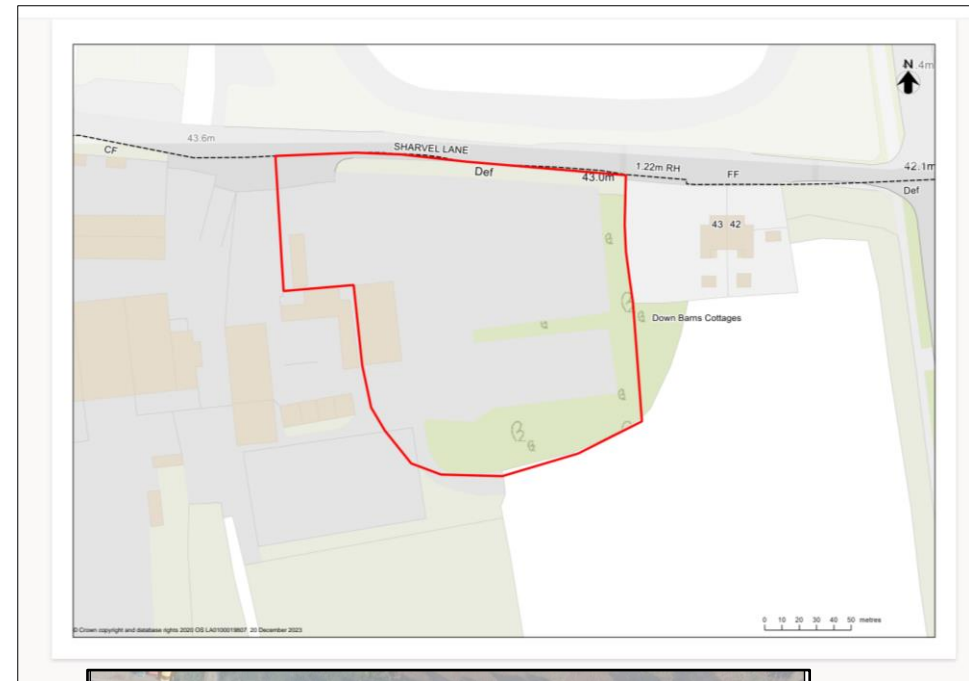 N
.4m
43.6m
CF
SHARVEL LANE
Def
43.0m
1.22m RH
FF
42.1m
Def
43 42
Down Barns Cottages
© Crown copyright and database rights 2020 OS LA0100019807 20 December 2023
0 10 20 30 40 50 metres